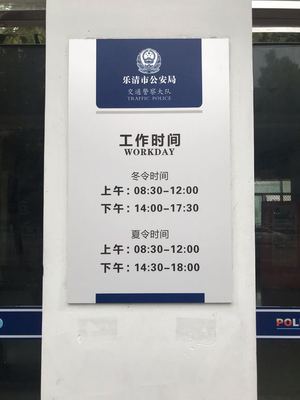 乐清市公安局
交通警察大队
TRAFFIC POLICE
工作时间
WORKDAY
冬令时间
上午：08:30-12:00
下午：14:00-17:30
夏令时间
上午：08:30-12:00
下午：14:30-18:00
POL